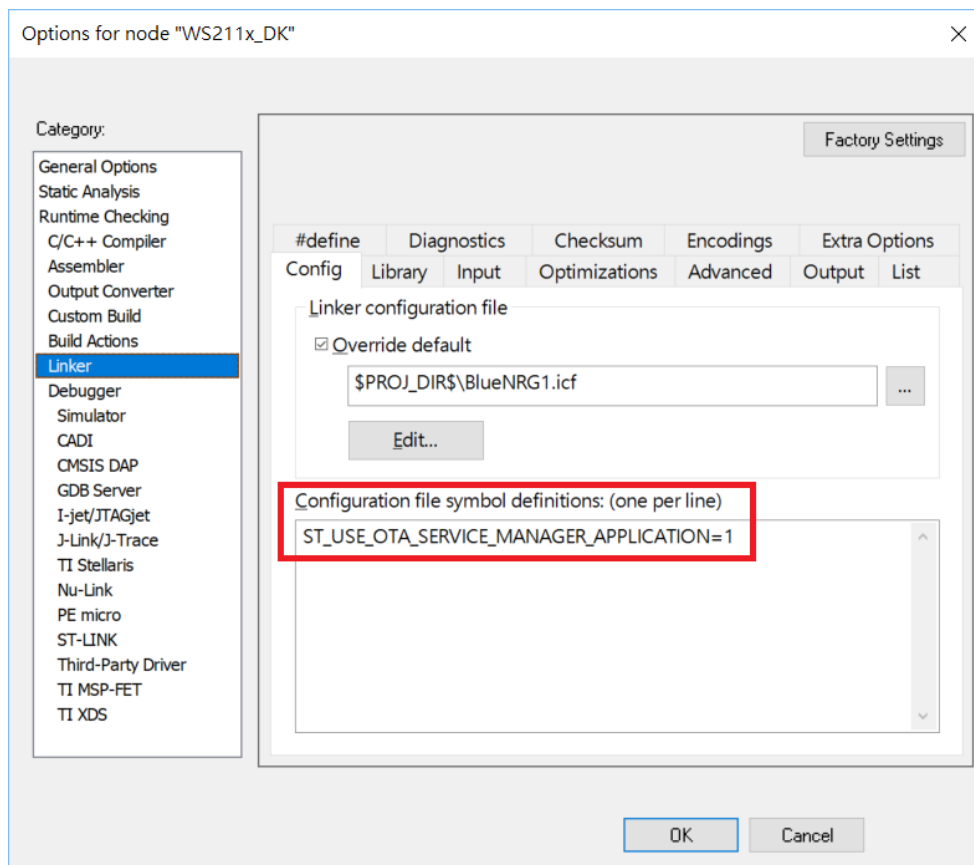 Options for node "WS211x_DK"
Category:
General Options
Static Analysis
Runtime Checking
C/C++ Compiler
Assembler
Output Converter
Custom Build
Build Actions
Linker
Debugger
Simulator
CADI
CMSIS DAP
GDB Server
I-jet/JTAGjet
J-Link/J-Trace
TI Stellaris
Nu-Link
PE micro
ST-LINK
Third-Party Driver
TI MSP-FET
TI XDS
Factory Settings
#define Diagnostics Checksum Encodings Extra Options
Config Library Input Optimizations Advanced Output List
Linker configuration file
Override default
$PROJ_DIR$\BlueNRG1.icf
...
Edit...
Configuration file symbol definitions: (one per line)
ST_USE_OTA_SERVICE_MANAGER_APPLICATION=1
OK Cancel